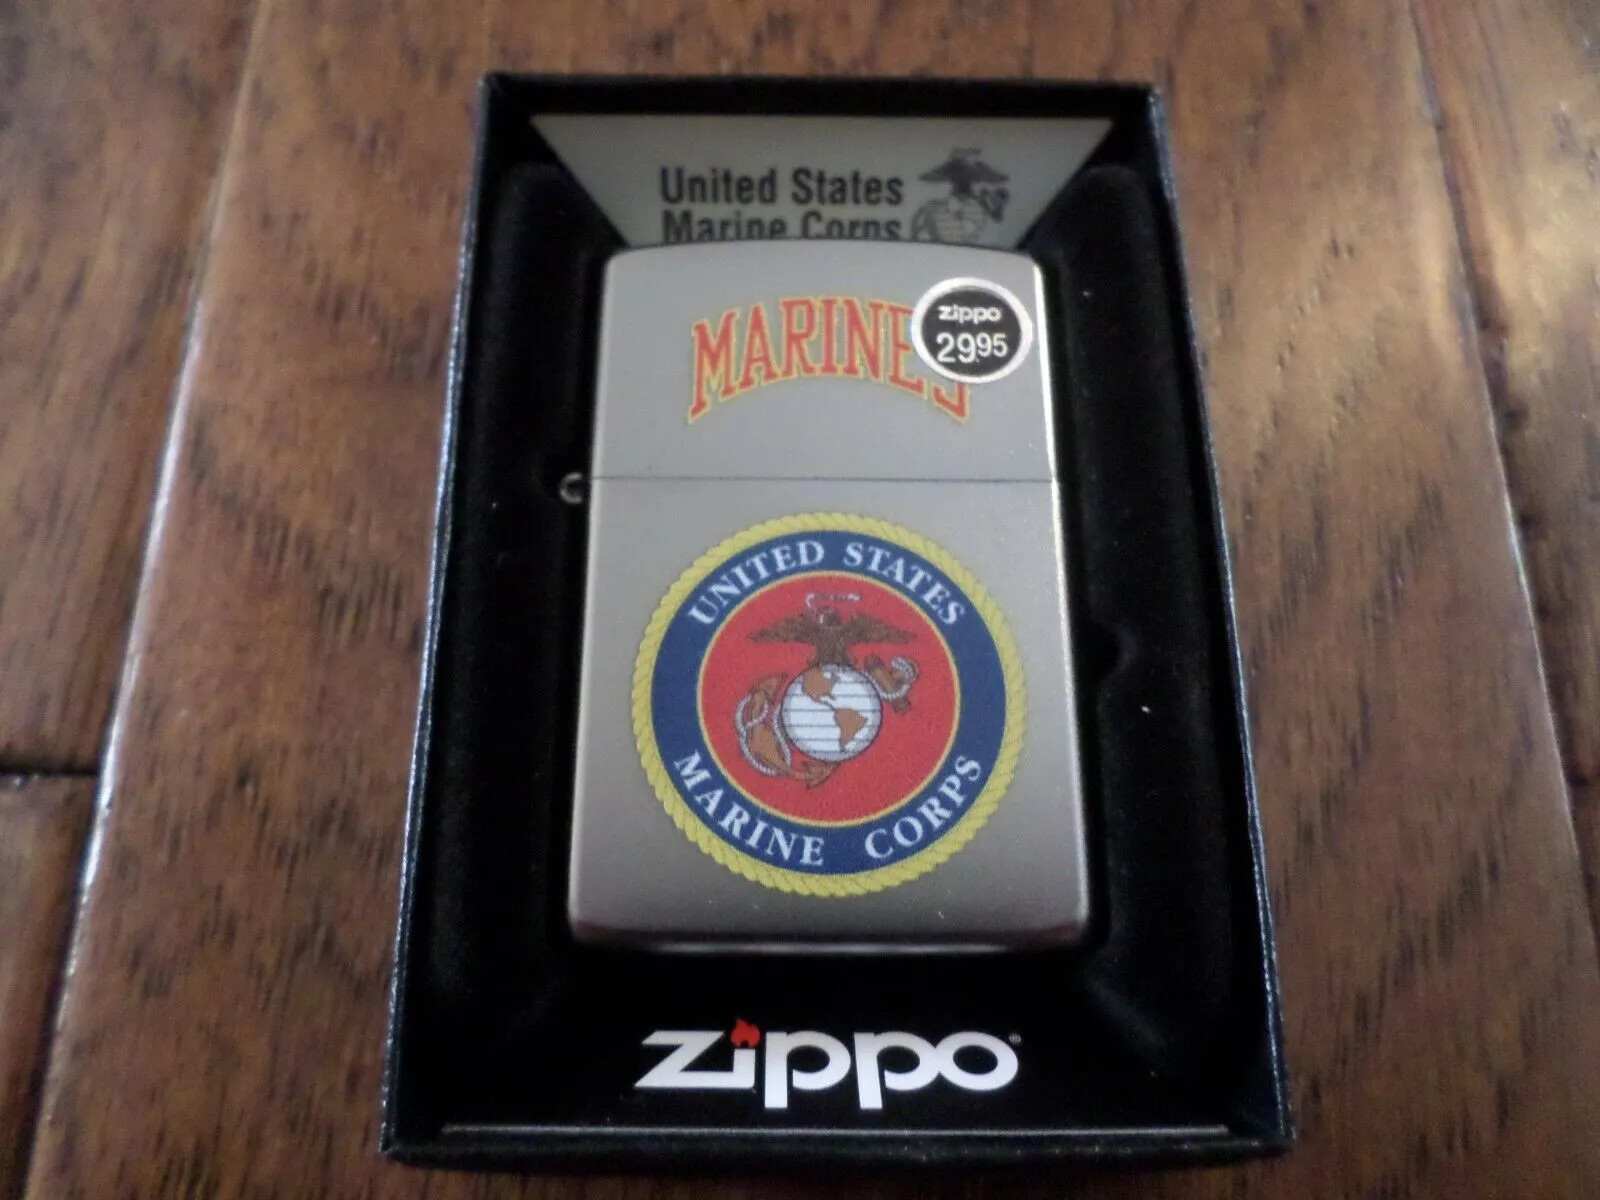 United States
Marine Corps
MARINES
zippo
29.95
UNITED STATES
MARINE CORPS
zippo®